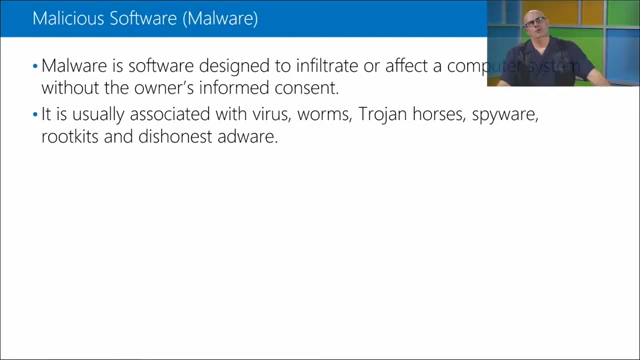 Malicious Software (Malware)
• Malware is software designed to infiltrate or affect a computer system
without the owner's informed consent.
• It is usually associated with virus, worms, Trojan horses, spyware,
rootkits and dishonest adware.